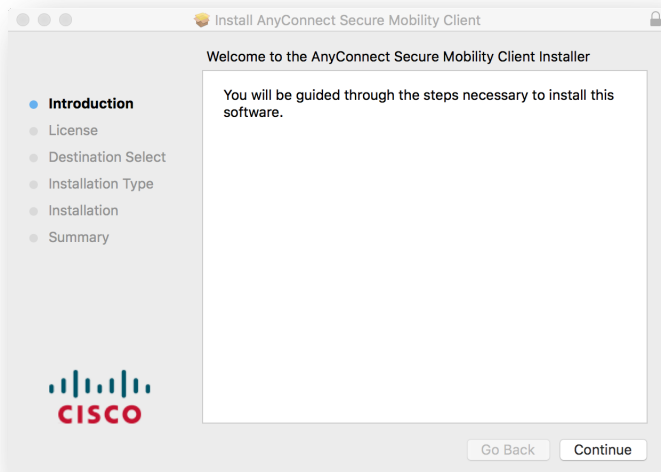 Install AnyConnect Secure Mobility Client
Welcome to the AnyConnect Secure Mobility Client Installer
Introduction
License
Destination Select
Installation Type
Installation
Summary
You will be guided through the steps necessary to install this
software.
CISCO
Go Back
Continue